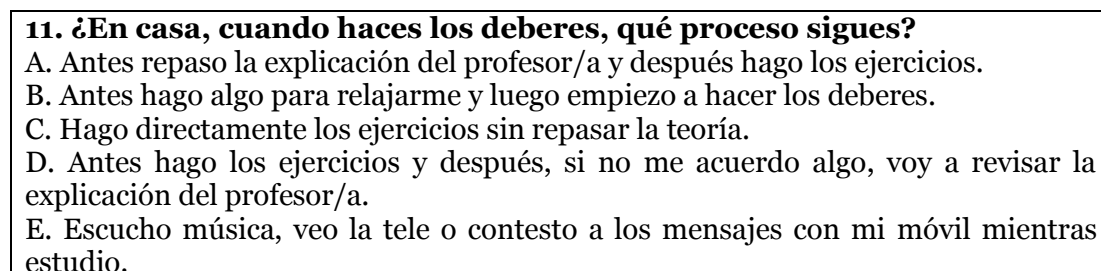 11. ¿En casa, cuando haces los deberes, qué proceso sigues?
A. Antes repaso la explicación del profesor/a y después hago los ejercicios.
B. Antes hago algo para relajarme y luego empiezo a hacer los deberes.
C. Hago directamente los ejercicios sin repasar la teoría.
D. Antes hago los ejercicios y después, si no me acuerdo algo, voy a revisar la
explicación del profesor/a.
E. Escucho música, veo la tele o contesto a los mensajes con mi móvil mientras
estudio.